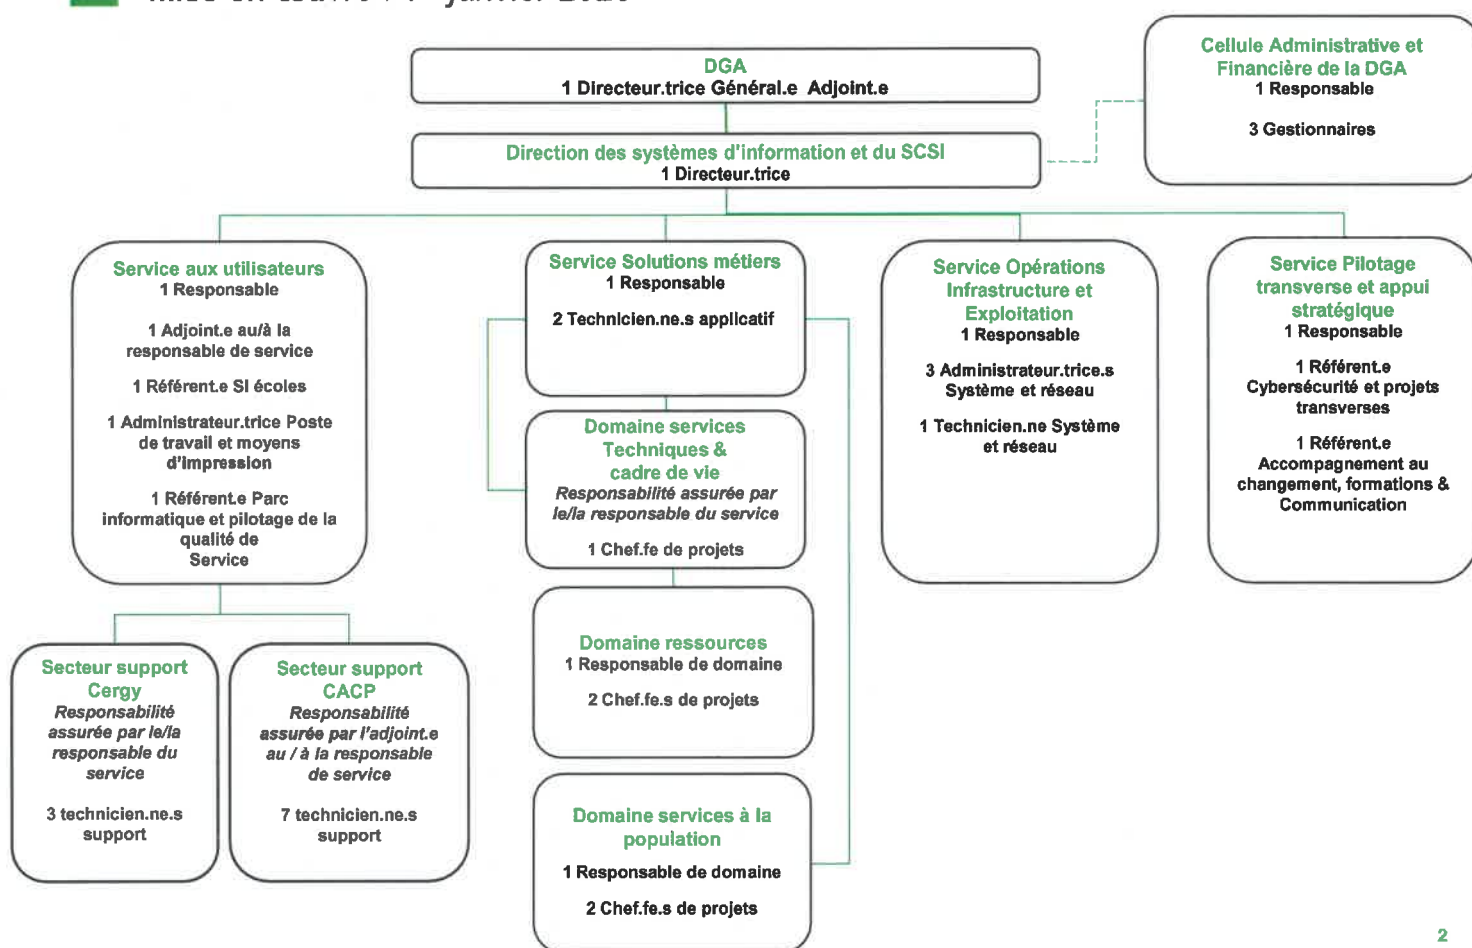 DGA
1 Directeur.trice Général.e Adjoint.e
Direction des systèmes d'information et du SCSI
1 Directeur.trice
Cellule Administrative et
Financière de la DGA
1 Responsable
3 Gestionnaires
Service aux utilisateurs
1 Responsable
1 Adjoint.e au/à la
responsable de service
1 Référent.e SI écoles
1 Administrateur.trice Poste
de travail et moyens
d'impression
1 Référent.e Parc
informatique et pilotage de la
qualité de
Service
Secteur support
Cergy
Responsabilité
assurée par le/la
responsable du
service
3 technicien.ne.s
support
Secteur support
CACP
Responsabilité
assurée par l'adjoint.e
au / à la responsable
de service
7 technicien.ne.s
support
Service Solutions métiers
1 Responsable
2 Technicien.ne.s applicatif
Domaine services
Techniques &
cadre de vie
Responsabilité assurée par
le/la responsable du service
1 Chef.fe de projets
Domaine ressources
1 Responsable de domaine
2 Chef.fe.s de projets
Domaine services à la
population
1 Responsable de domaine
2 Chef.fe.s de projets
Service Opérations
Infrastructure et
Exploitation
1 Responsable
3 Administrateur.trice.s
Système et réseau
1 Technicien.ne Système
et réseau
Service Pilotage
transverse et appui
stratégique
1 Responsable
1 Référent.e
Cybersécurité et projets
transverses
1 Référent.e
Accompagnement au
changement, formations &
Communication
2